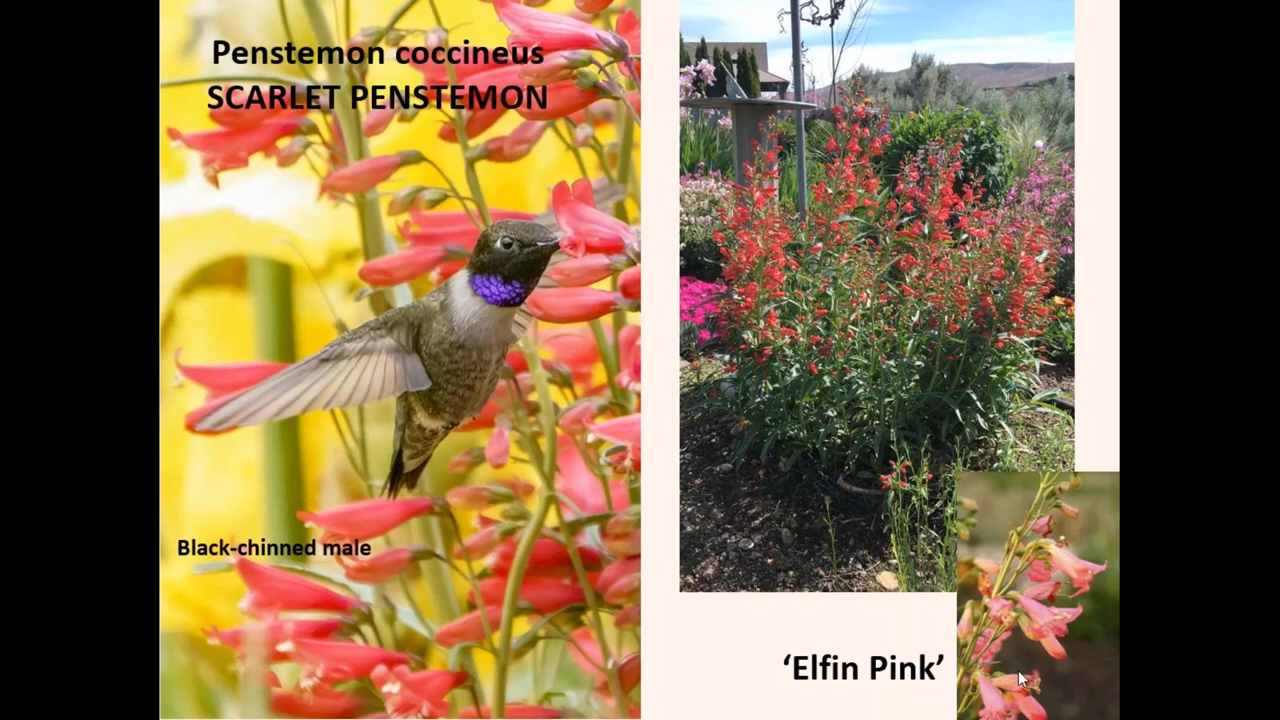 Penstemon coccineus
SCARLET PENSTEMON
Black-chinned male
‘Elfin Pink’